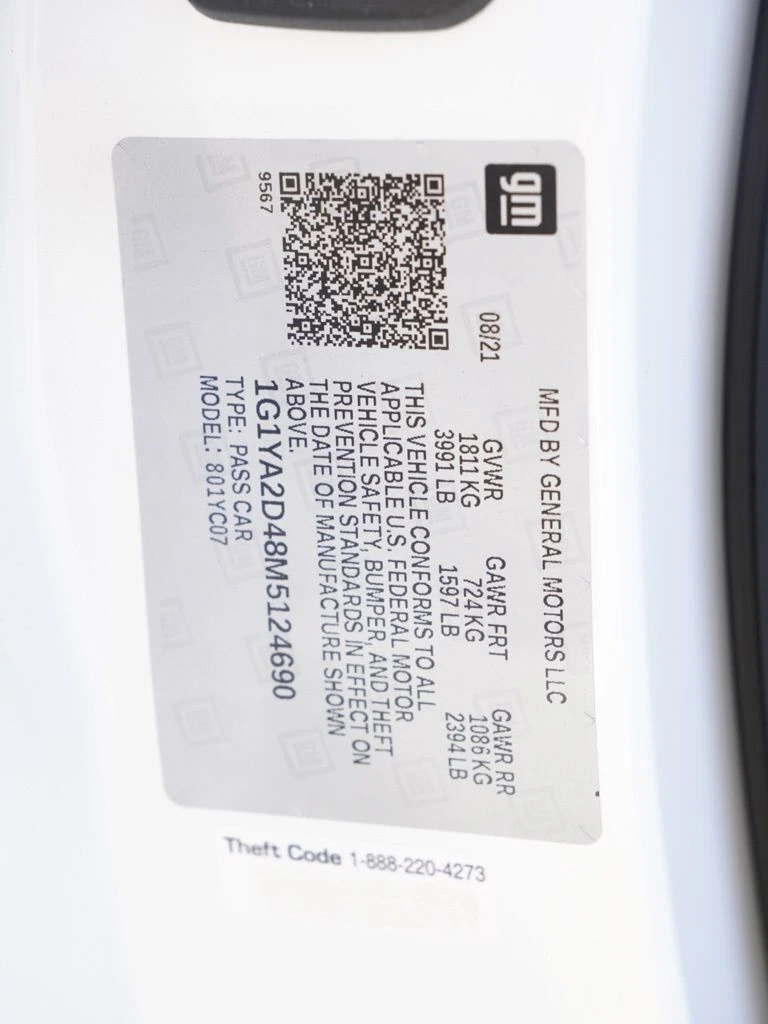 gm
MFD BY GENERAL MOTORS LLC
08/21
GVWR GAWR FRT GAWR RR
1811 KG 724 KG 1086 KG
3991 LB 1597 LB 2394 LB
THIS VEHICLE CONFORMS TO ALL
APPLICABLE U.S. FEDERAL MOTOR
VEHICLE SAFETY, BUMPER, AND THEFT
PREVENTION STANDARDS IN EFFECT ON
THE DATE OF MANUFACTURE SHOWN
ABOVE.
1G1YA2D48M5124690
TYPE: PASS CAR
MODEL: 801YC07
9567
Theft Code 1-888-220-4273